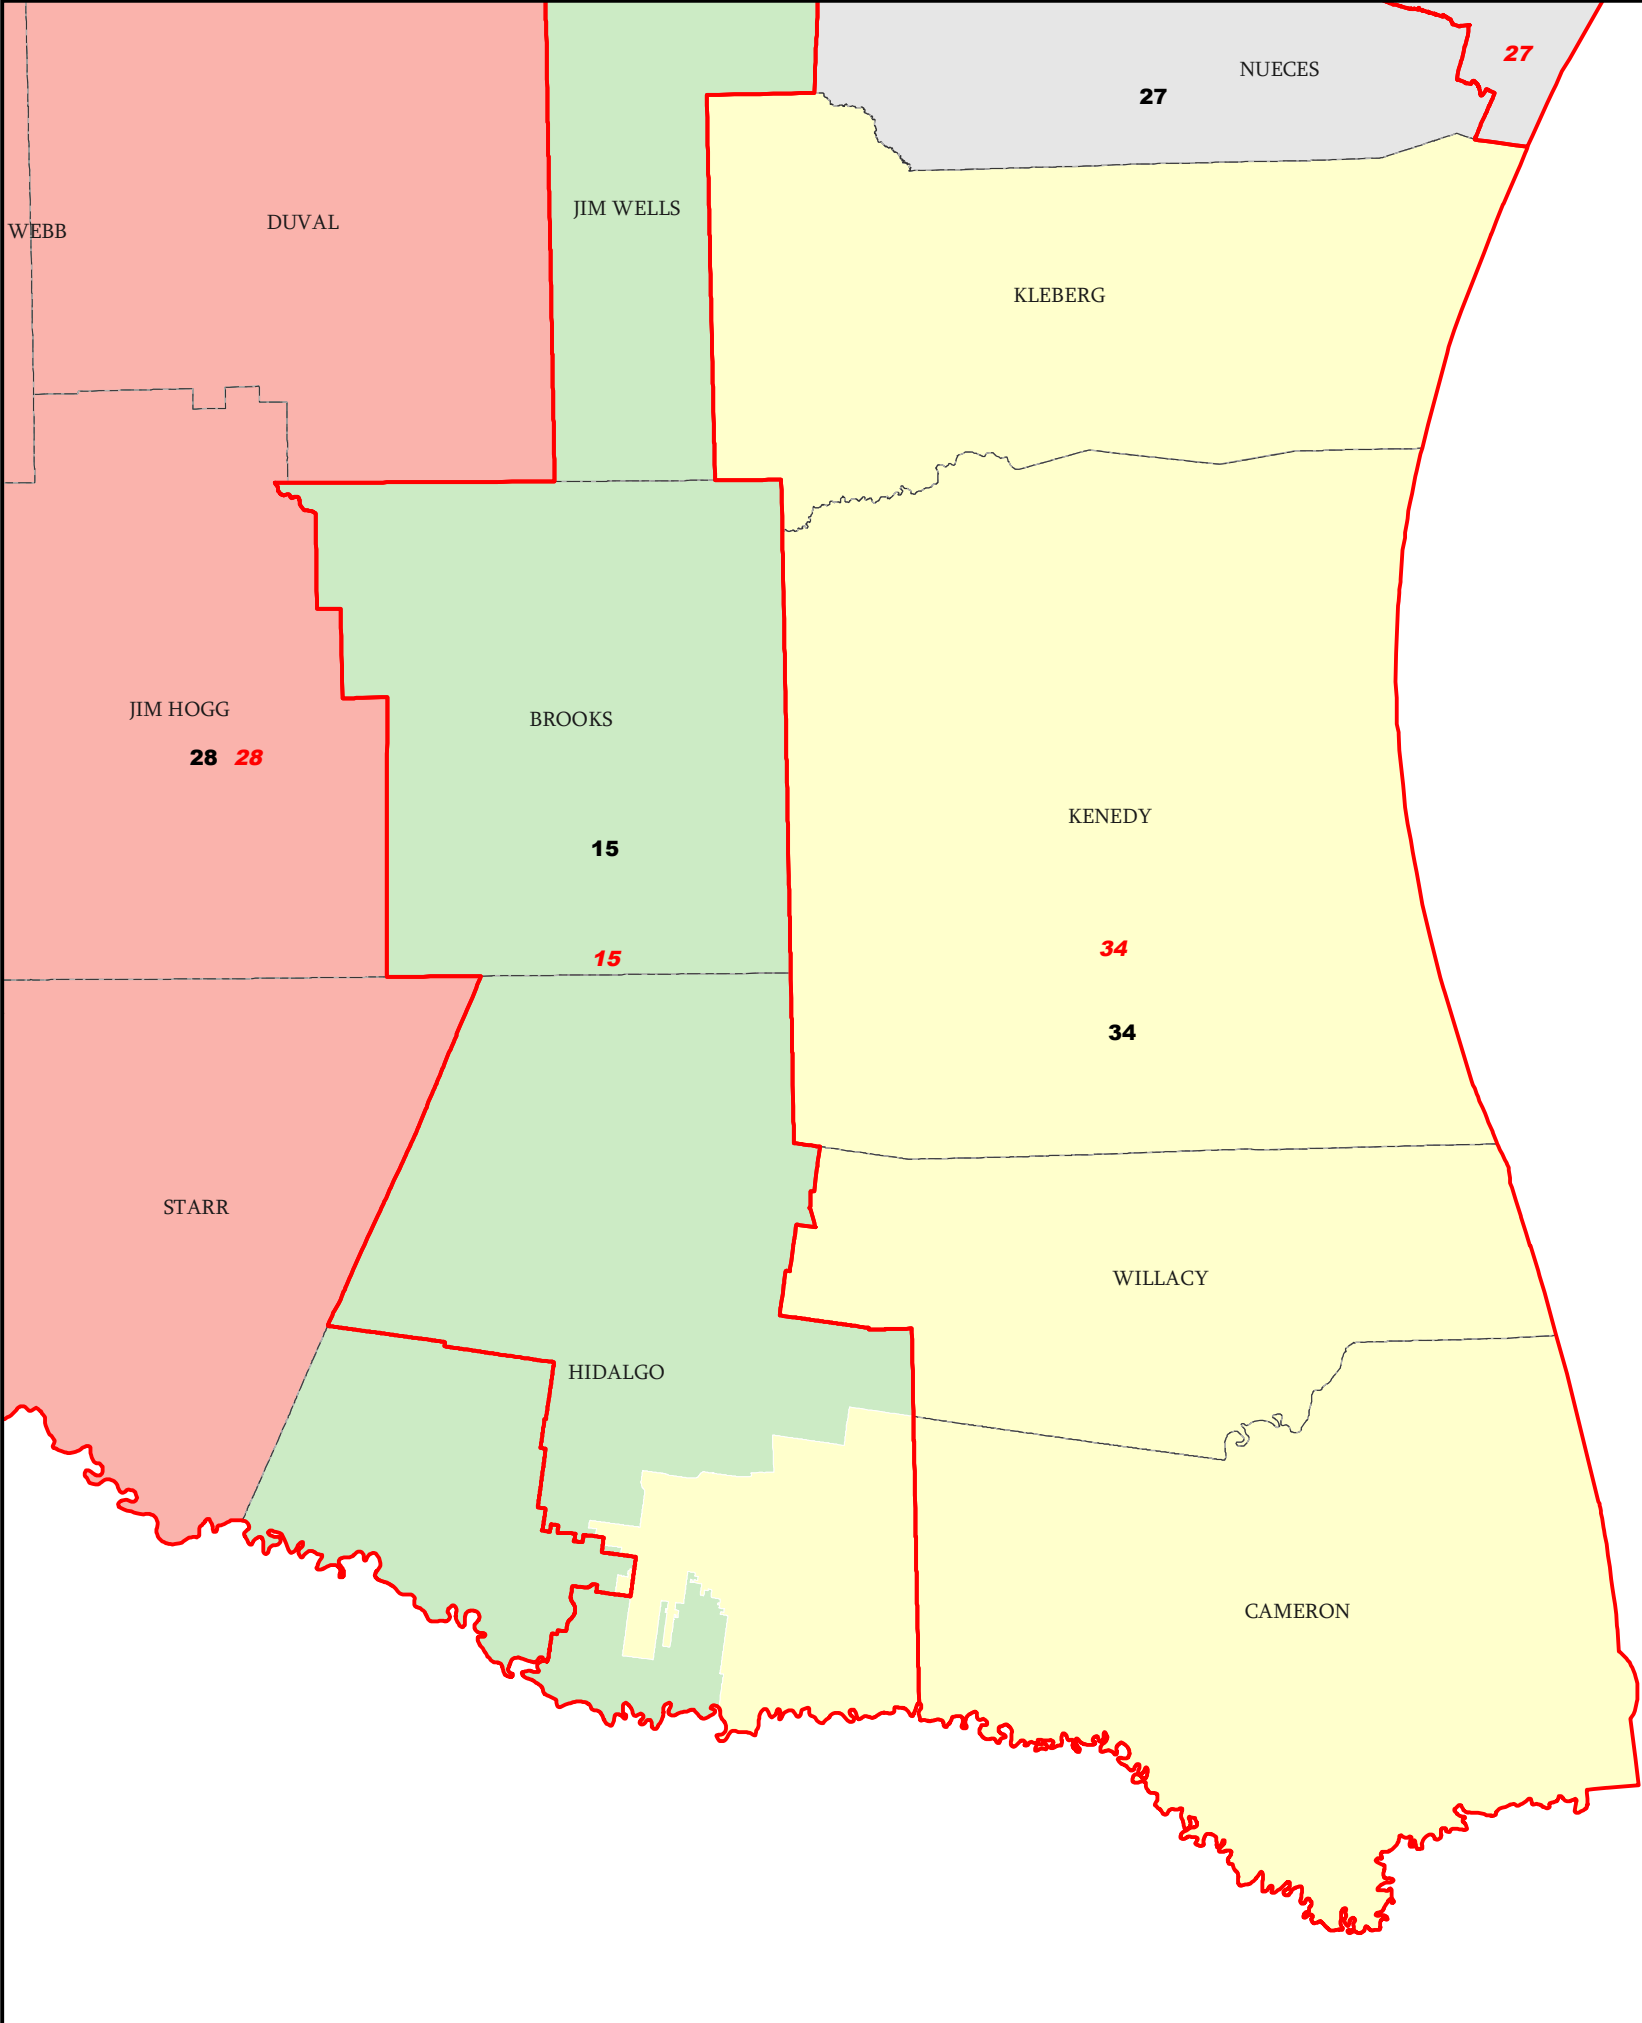 27
NUECES
27
JIM WELLS
DUVAL
WEBB
KLEBERG
JIM HOGG
BROOKS
28 28
KENEDY
15
34
15
34
STARR
WILLACY
HIDALGO
CAMERON